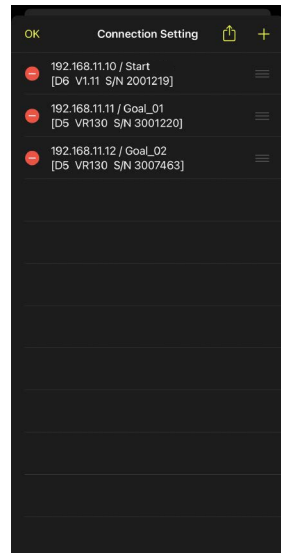 OK Connection Setting
192.168.11.10 / Start
[D6 V1.11 S/N 2001219]
192.168.11.11 / Goal_01
[D5 VR130 S/N 3001220]
192.168.11.12 / Goal_02
[D5 VR130 S/N 3007463]